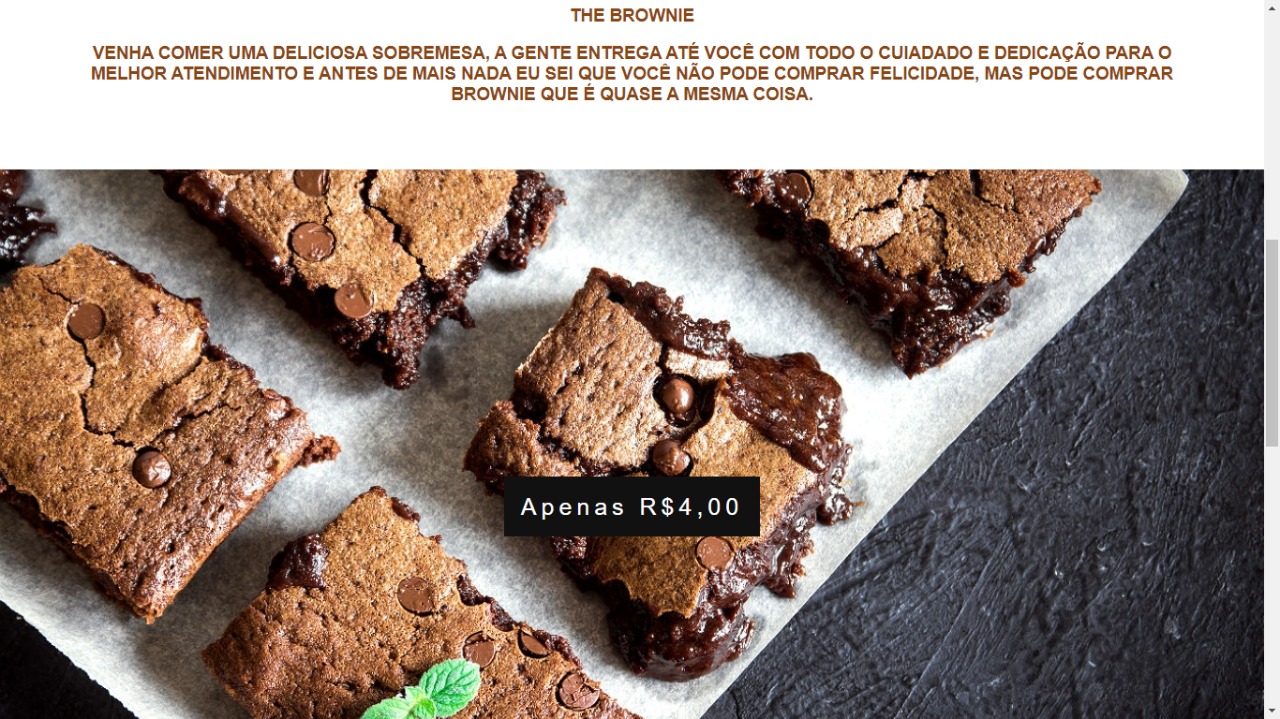 THE BROWNIE
VENHA COMER UMA DELICIOSA SOBREMESA, A GENTE ENTREGA ATÉ VOCÊ COM TODO O CUIADADO E DEDICAÇÃO PARA O
MELHOR ATENDIMENTO E ANTES DE MAIS NADA EU SEI QUE VOCÊ NÃO PODE COMPRAR FELICIDADE, MAS PODE COMPRAR
BROWNIE QUE É QUASE A MESMA COISA.
Apenas R$4,00